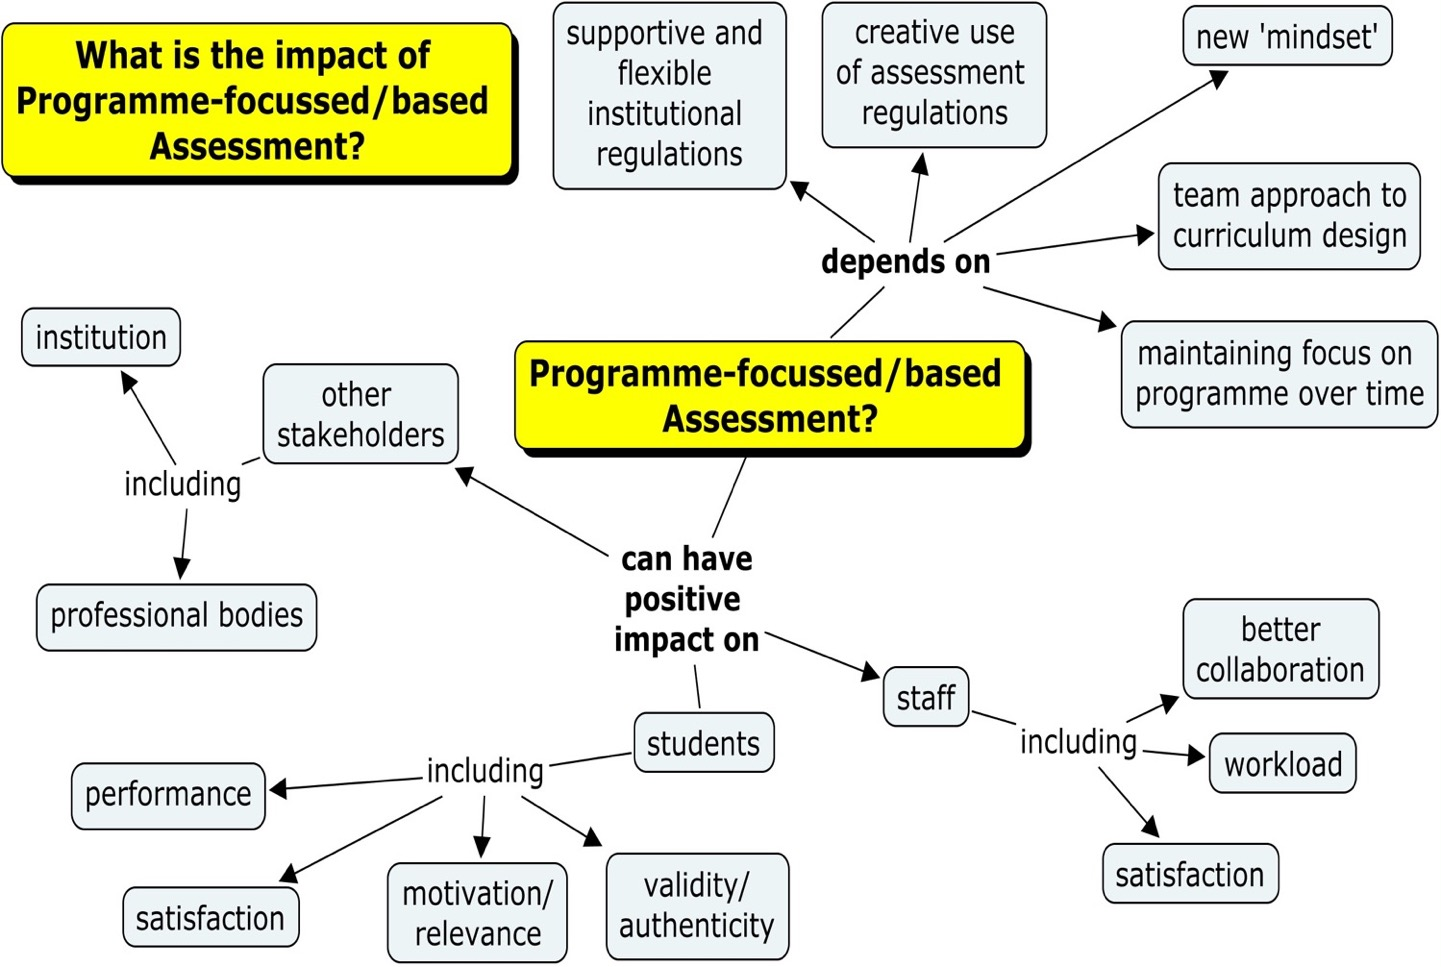 What is the impact of
Programme-focussed/based
Assessment?
supportive and
flexible
institutional
regulations
creative use
of assessment
regulations
new 'mindset'
team approach to
curriculum design
depends on
maintaining focus on
programme over time
Programme-focussed/based
Assessment?
institution
other
stakeholders
including
professional bodies
can have
positive
impact on
staff
including
better
collaboration
workload
satisfaction
students
including
performance
satisfaction
motivation/
relevance
validity/
authenticity